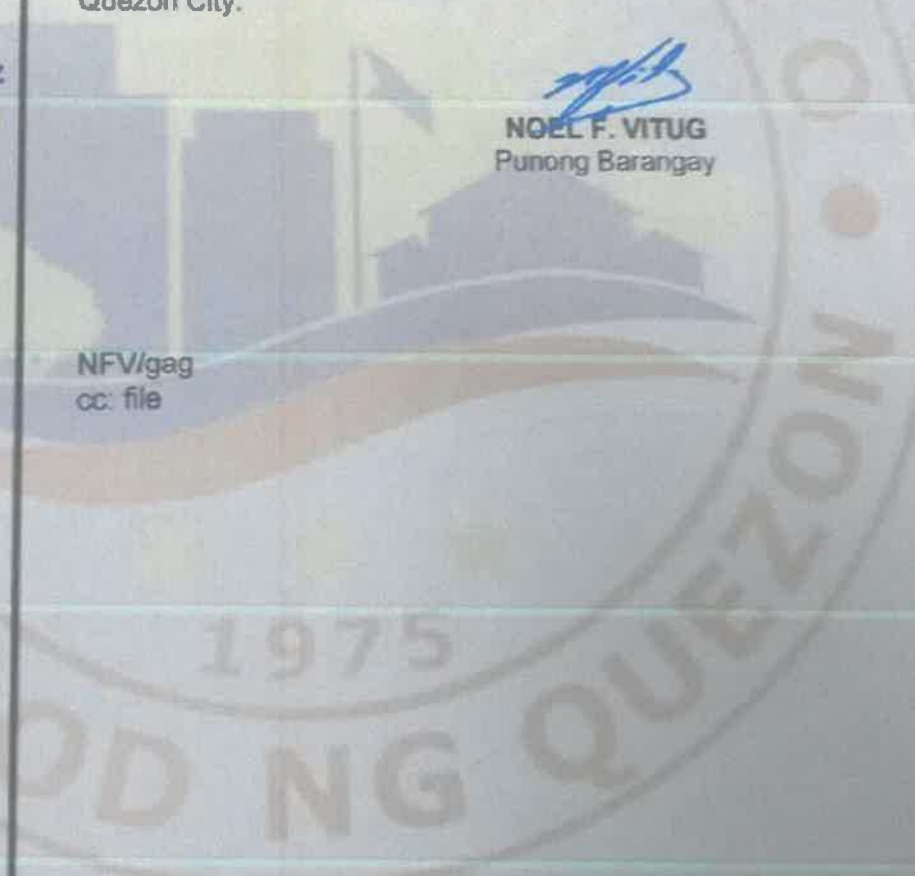 Quezon City.
NOEL F. VITUG
Punong Barangay
NFV/gag
cc: file
1975
OD NG QUEZON